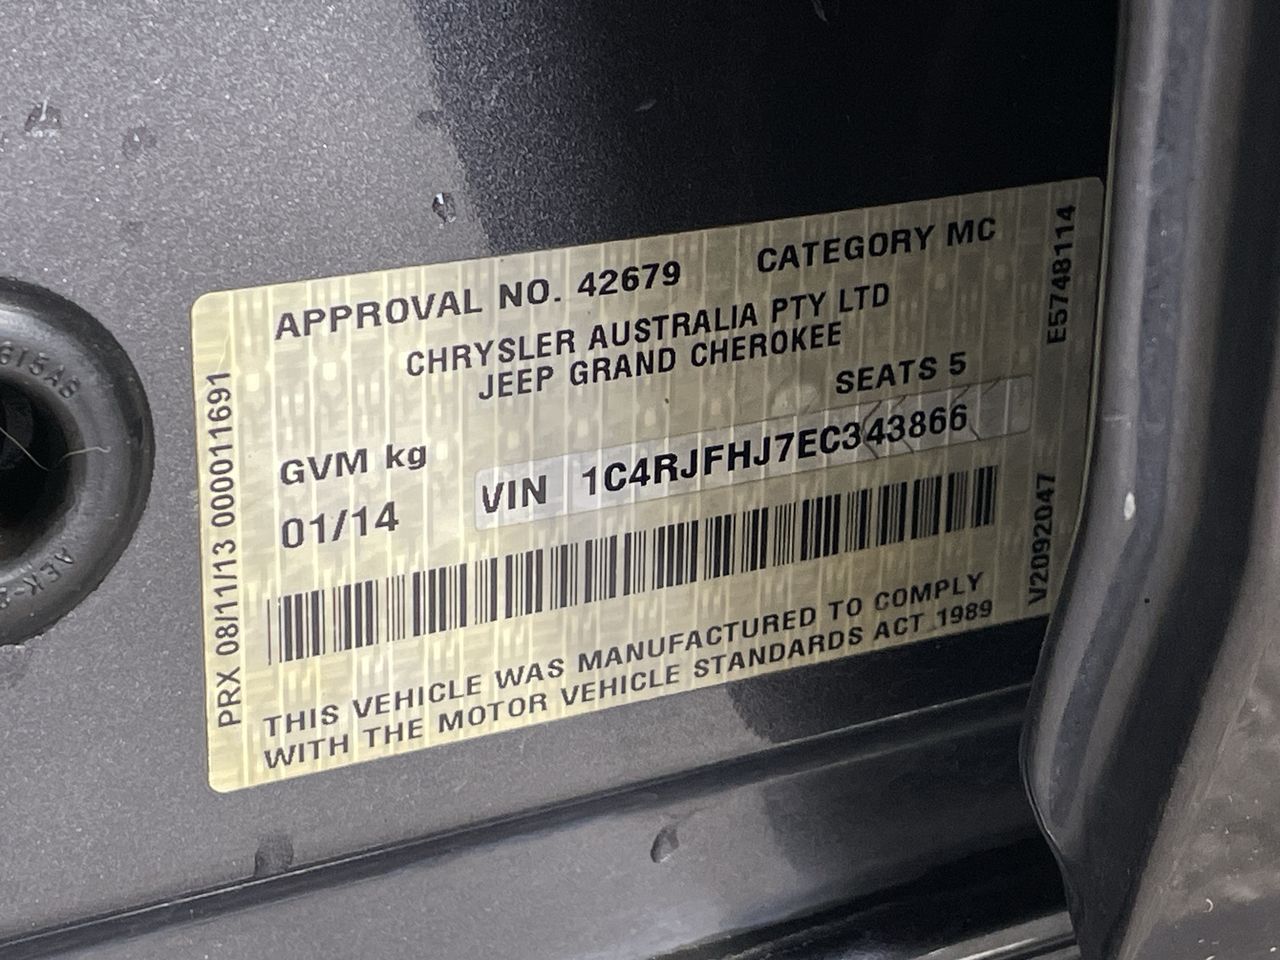 APPROVAL NO. 42679
CATEGORY MC
CHRYSLER AUSTRALIA PTY LTD
JEEP GRAND CHEROKEE
SEATS 5
GVM kg
VIN 1C4RJFHJ7EC343866
01/14
THIS VEHICLE WAS MANUFACTURED TO COMPLY
WITH THE MOTOR VEHICLE STANDARDS ACT 1989
PRX 08/11/13 000011691
E5748114
V2092047